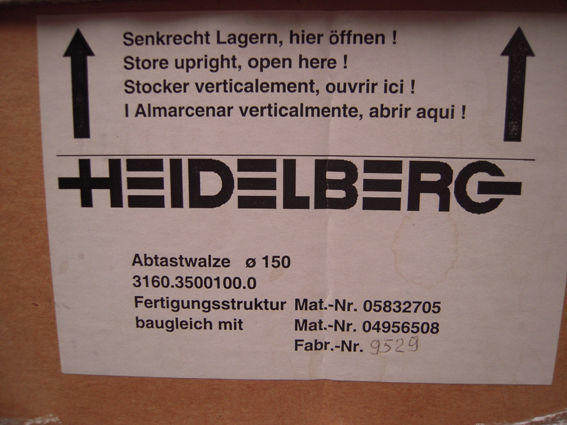 Senkrecht Lagern, hier öffnen !
Store upright, open here !
Stocker verticalement, ouvrir ici !
I Almarcenar verticalmente, abrir aqui !
HEIDELBERG
Abtastwalze ø 150
3160.3500100.0
Fertigungsstruktur Mat.-Nr. 05832705
baugleich mit Mat.-Nr. 04956508
Fabr.-Nr. 9529